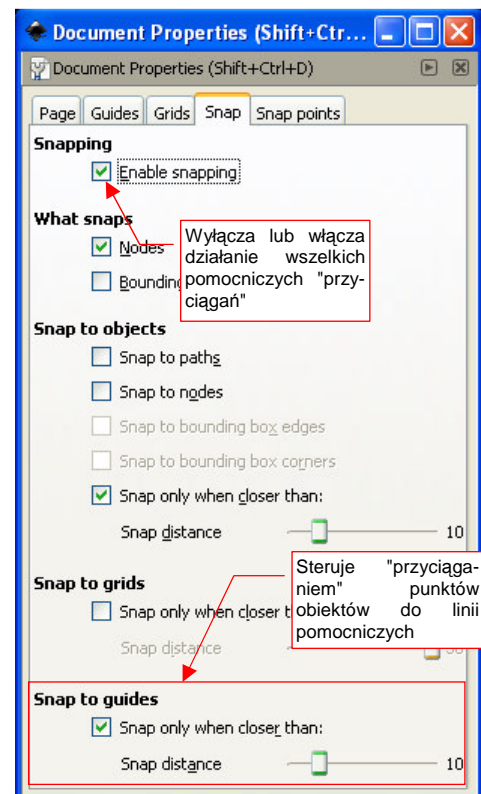 Document Properties (Shift+Ctr...
Document Properties (Shift+Ctrl+D)
Page Guides Grids Snap Snap points
Snapping
Enable snapping
What snaps
Nodes
Wyłącza lub włącza
działanie wszelkich
pomocniczych "przy-
ciągań"
Snap to objects
Snap to paths
Snap to nodes
Snap to bounding box edges
Snap to bounding box corners
Snap only when closer than:
Snap distance 10
Steruje "przyciąga-
niem" punktów
obiektów do linii
pomocniczych
Snap to grids
Snap only when closer
Snap distance
Snap to guides
Snap only when closer than:
Snap distance 10